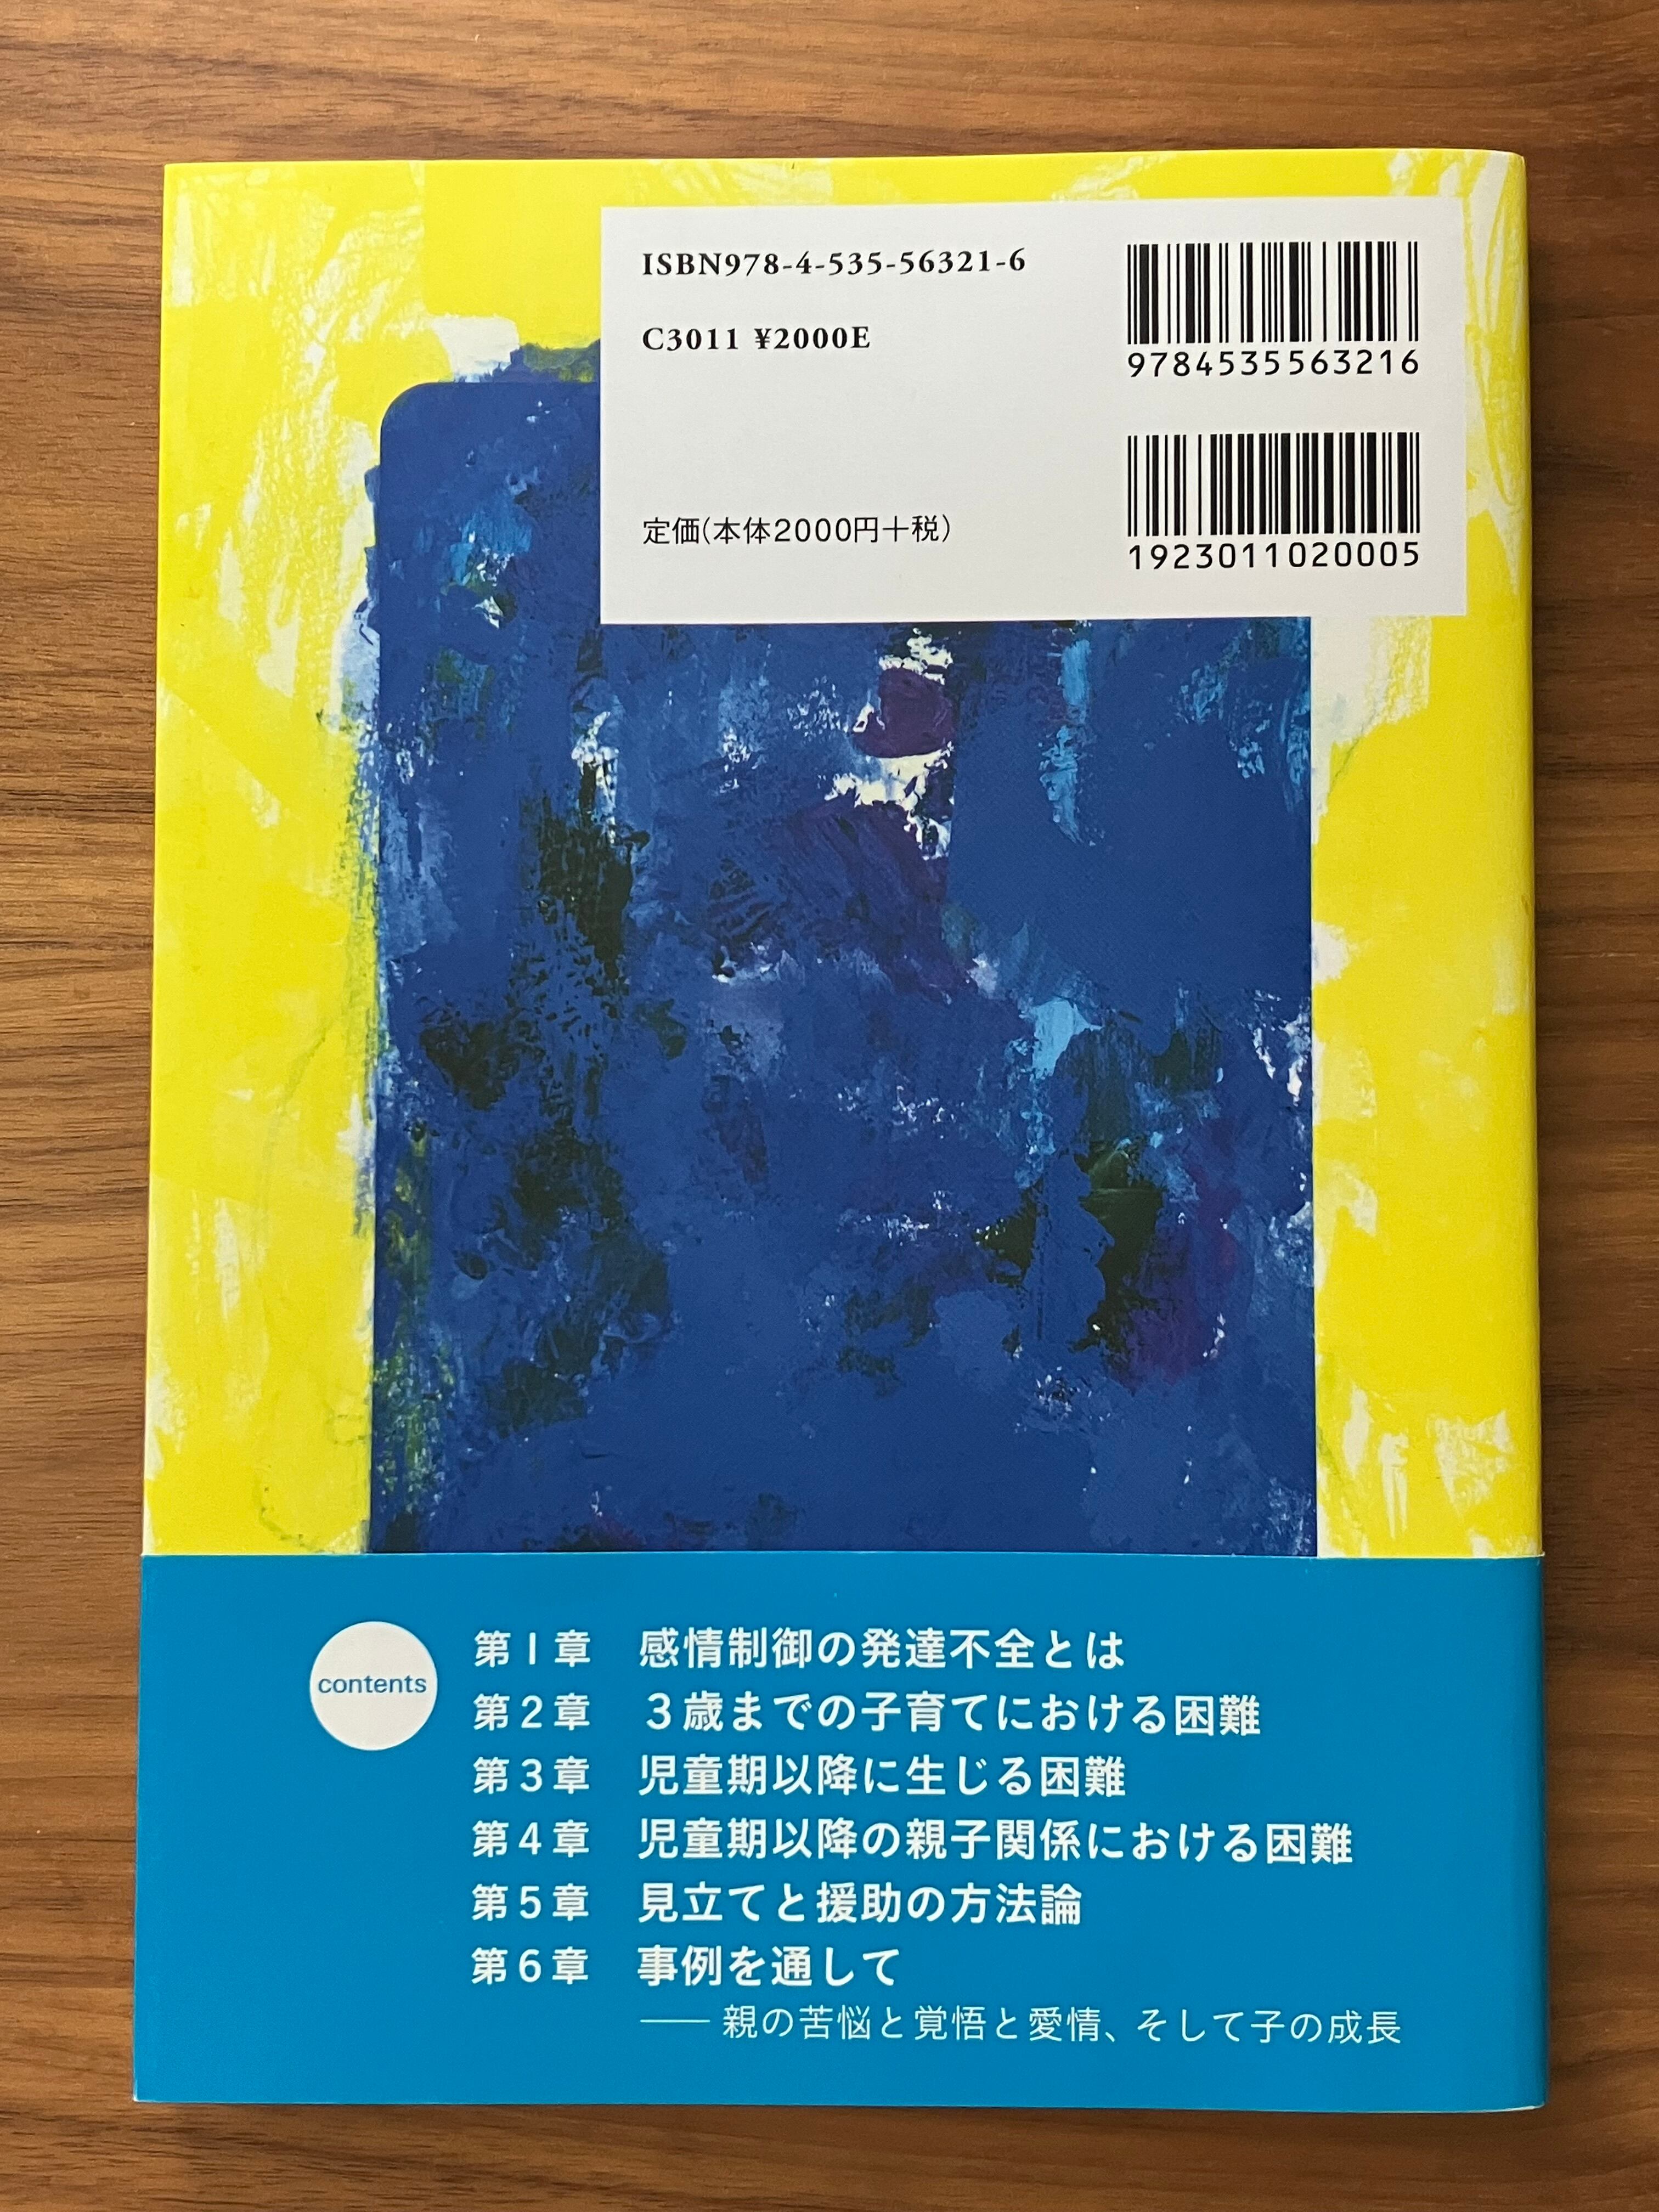 ISBN978-4-535-56321-6
C3011 ¥2000E
9784535563216
定価(本体2000円+税)
1923011020005
contents
第1章 感情制御の発達不全とは
第2章 3歳までの子育てにおける困難
第3章 児童期以降に生じる困難
第4章 児童期以降の親子関係における困難
第5章 見立てと援助の方法論
第6章 事例を通して
――親の苦悩と覚悟と愛情、そして子の成長